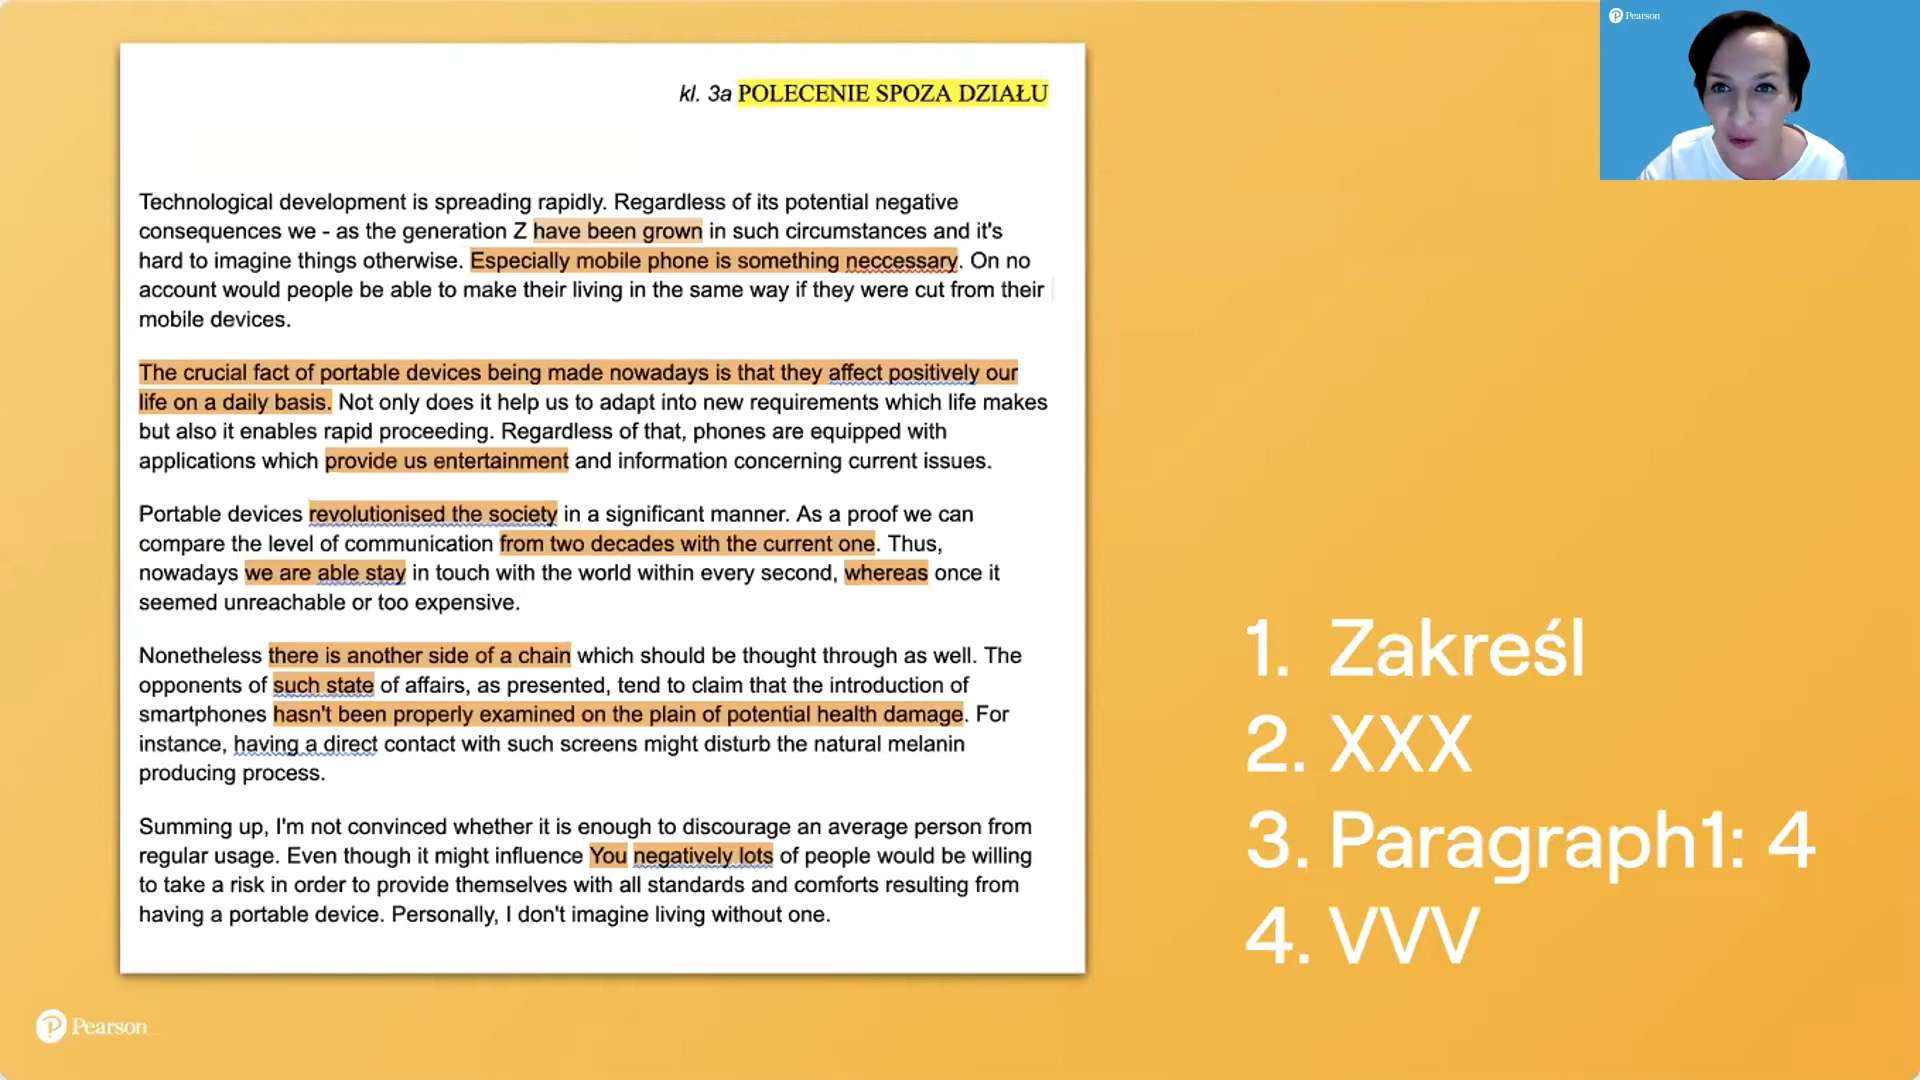 Pearson
kl. 3a POLECENIE SPOZA DZIAŁU
Technological development is spreading rapidly. Regardless of its potential negative
consequences we - as the generation Z have been grown in such circumstances and it's
hard to imagine things otherwise. Especially mobile phone is something neccessary. On no
account would people be able to make their living in the same way if they were cut from their
mobile devices.
The crucial fact of portable devices being made nowadays is that they affect positively our
life on a daily basis. Not only does it help us to adapt into new requirements which life makes
but also it enables rapid proceeding. Regardless of that, phones are equipped with
applications which provide us entertainment and information concerning current issues.
Portable devices revolutionised the society in a significant manner. As a proof we can
compare the level of communication from two decades with the current one. Thus,
nowadays we are able stay in touch with the world within every second, whereas once it
seemed unreachable or too expensive.
Nonetheless there is another side of a chain which should be thought through as well. The
opponents of such state of affairs, as presented, tend to claim that the introduction of
smartphones hasn't been properly examined on the plain of potential health damage. For
instance, having a direct contact with such screens might disturb the natural melanin
producing process.
Summing up, I'm not convinced whether it is enough to discourage an average person from
regular usage. Even though it might influence You negatively lots of people would be willing
to take a risk in order to provide themselves with all standards and comforts resulting from
having a portable device. Personally, I don't imagine living without one.
1. Zakreśl
2. XXX
3. Paragraph1: 4
4. VVV
Pearson